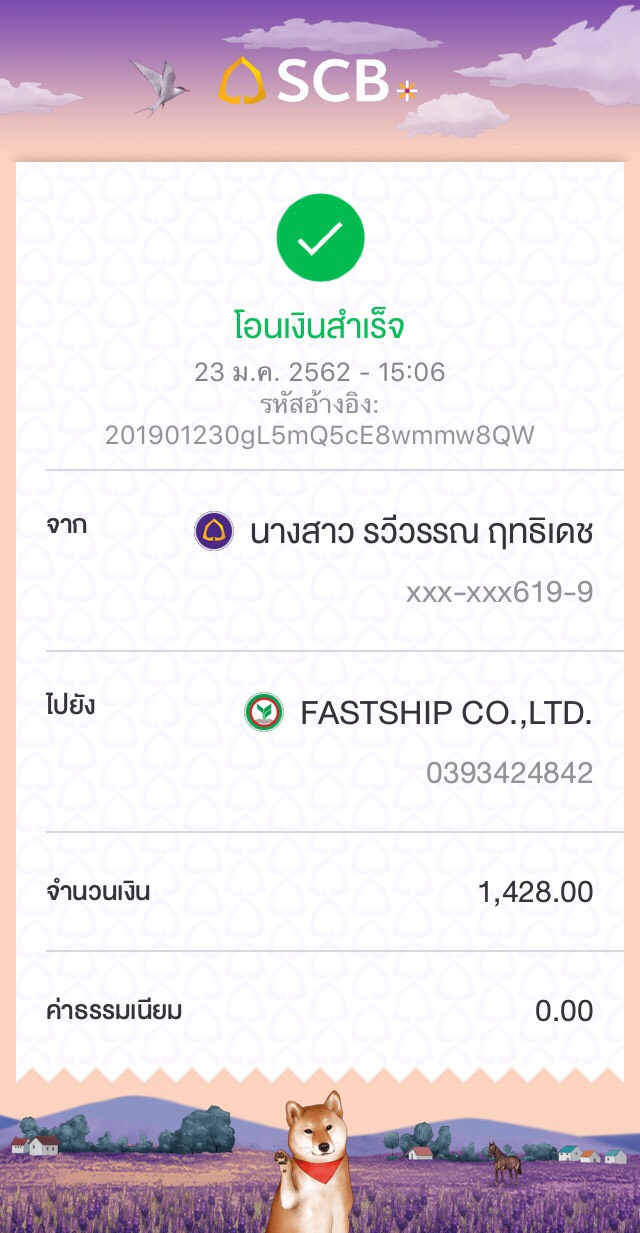 SCB
โอนเงินสำเร็จ
23 ม.ค. 2562 - 15:06
รหัสอ้างอิง:
201901230gL5mQ5cE8wmmw8QW
จาก นางสาว รวีวรรณ ฤทธิเดช
xxx-xxx619-9
ไปยัง FASTSHIP CO.,LTD.
0393424842
จำนวนเงิน 1,428.00
ค่าธรรมเนียม 0.00